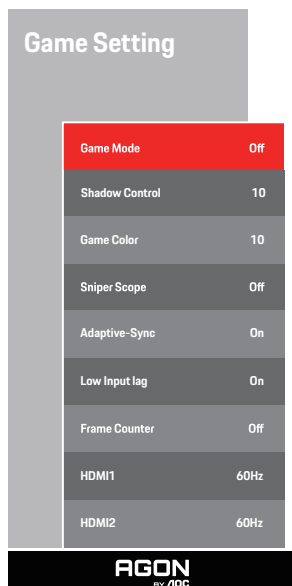 Game Setting
Game Mode Off
Shadow Control 10
Game Color 10
Sniper Scope Off
Adaptive-Sync On
Low Input lag On
Frame Counter Off
HDMI1 60Hz
HDMI2 60Hz
AGON
BY AOC